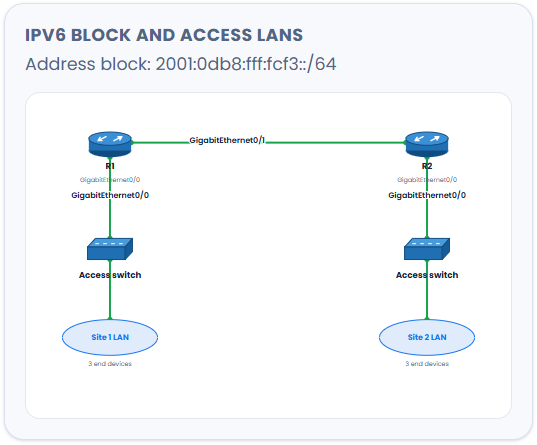 IPV6 BLOCK AND ACCESS LANS
Address block: 2001:0db8:fff:fcf3::/64
GigabitEthernet0/1
R1
R2
GigabitEthernet0/0
GigabitEthernet0/0
GigabitEthernet0/0
GigabitEthernet0/0
Access switch
Access switch
Site 1 LAN
Site 2 LAN
3 end devices
3 end devices